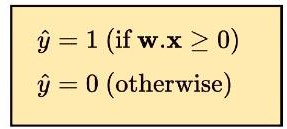 ŷ = 1 (if w.x ≥ 0)
ŷ = 0 (otherwise)